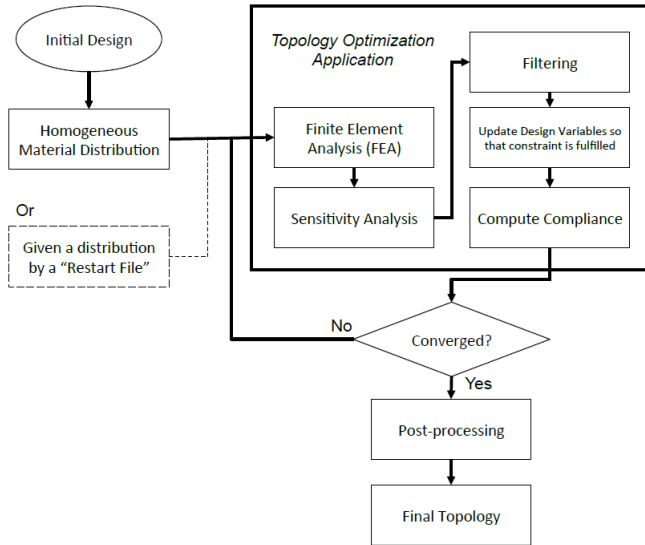 Initial Design
Homogeneous
Material Distribution
Or
Given a distribution
by a “Restart File”
Topology Optimization
Application
Finite Element
Analysis (FEA)
Sensitivity Analysis
Filtering
Update Design Variables so
that constraint is fulfilled
Compute Compliance
No
Converged?
Yes
Post-processing
Final Topology